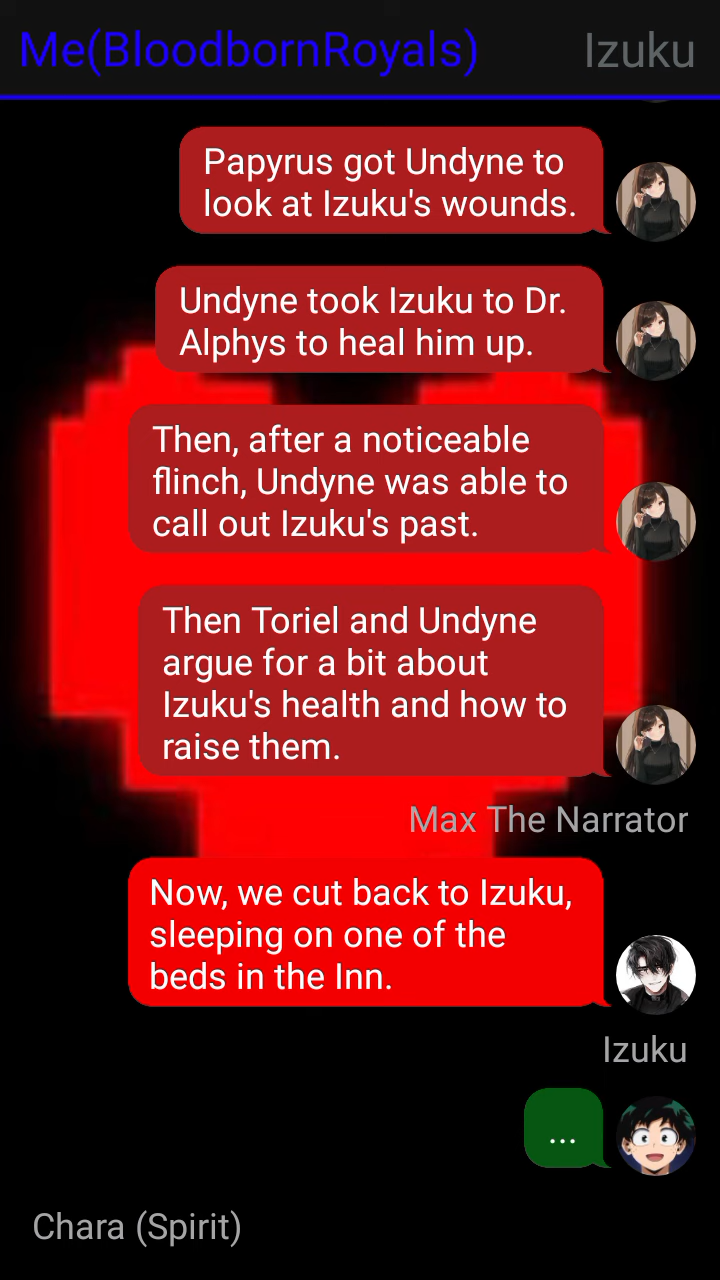 Me(BloodbornRoyals) Izuku
Papyrus got Undyne to
look at Izuku's wounds.
Undyne took Izuku to Dr.
Alphys to heal him up.
Then, after a noticeable
flinch, Undyne was able to
call out Izuku's past.
Then Toriel and Undyne
argue for a bit about
Izuku's health and how to
raise them.
Max The Narrator
Now, we cut back to Izuku,
sleeping on one of the
beds in the Inn.
Izuku
...
Chara (Spirit)